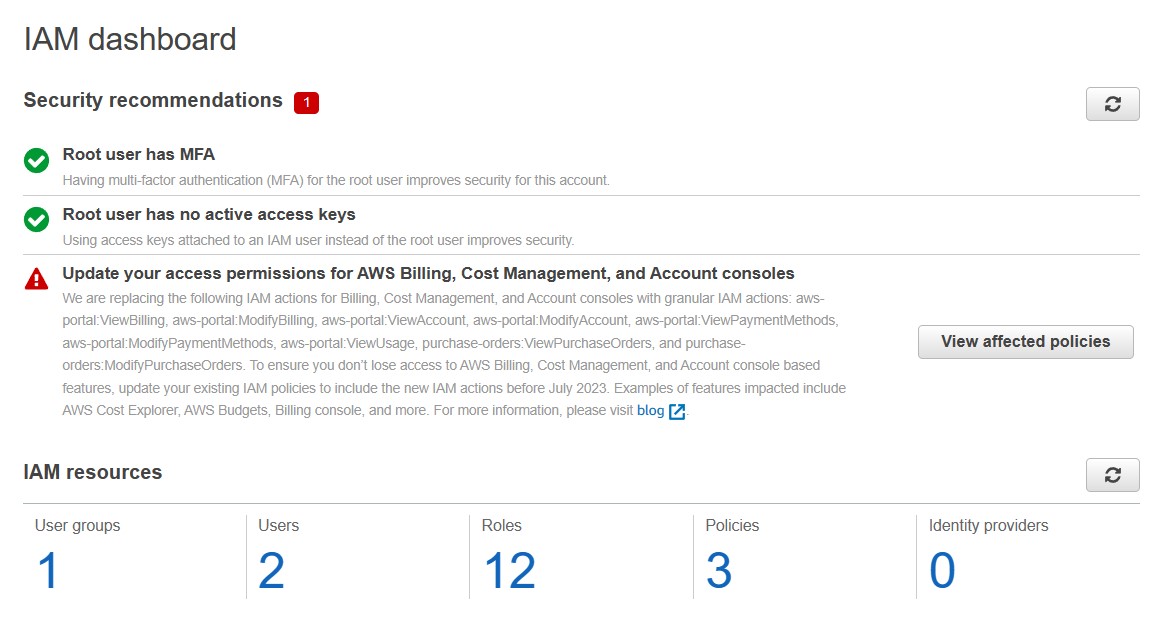 IAM dashboard
Security recommendations 1
Root user has MFA
Having multi-factor authentication (MFA) for the root user improves security for this account.
Root user has no active access keys
Using access keys attached to an IAM user instead of the root user improves security.
Update your access permissions for AWS Billing, Cost Management, and Account consoles
We are replacing the following IAM actions for Billing, Cost Management, and Account consoles with granular IAM actions: aws-
portal:ViewBilling, aws-portal:ModifyBilling, aws-portal:ViewAccount, aws-portal:ModifyAccount, aws-portal:ViewPaymentMethods,
aws-portal:ModifyPaymentMethods, aws-portal:ViewUsage, purchase-orders:ViewPurchaseOrders, and purchase-
orders:ModifyPurchaseOrders. To ensure you don't lose access to AWS Billing, Cost Management, and Account console based
features, update your existing IAM policies to include the new IAM actions before July 2023. Examples of features impacted include
AWS Cost Explorer, AWS Budgets, Billing console, and more. For more information, please visit blog.
View affected policies
IAM resources
User groups
1
Users
2
Roles
12
Policies
3
Identity providers
0